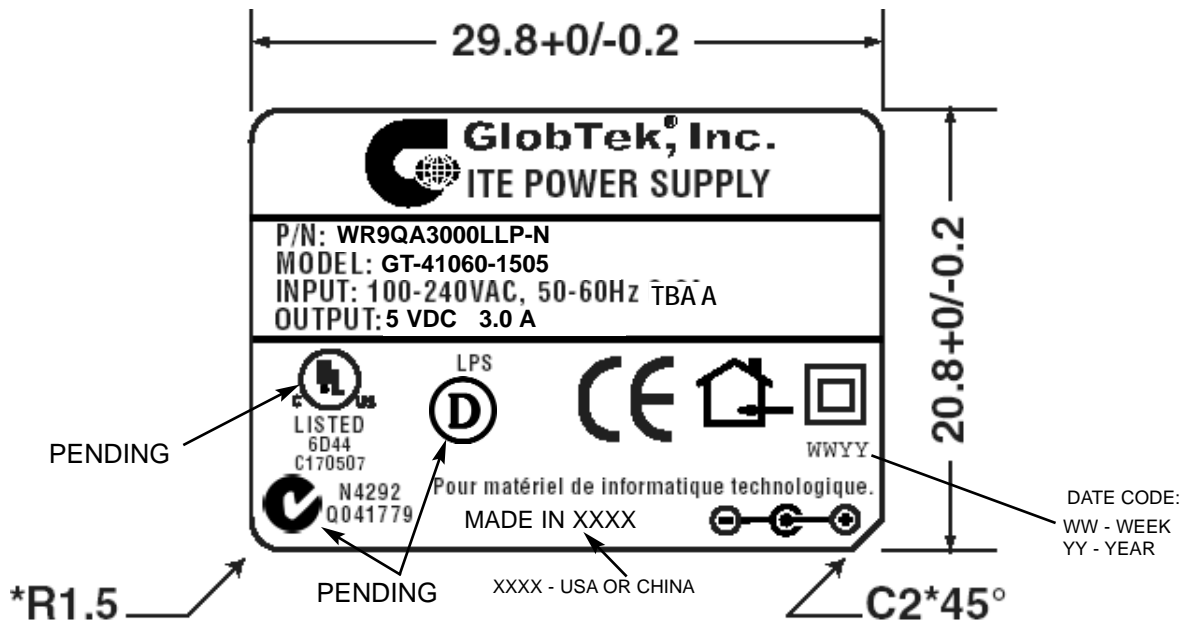 29.8+0/-0.2
GlobTek,® Inc.
ITE POWER SUPPLY
P/N: WR9QA3000LLP-N
MODEL: GT-41060-1505
INPUT: 100-240VAC, 50-60Hz TBA A
OUTPUT: 5 VDC 3.0 A
20.8+0/-0.2
UL
C US
LISTED
6D44
C170507
LPS
D
CE
WWYY
PENDING
N4292
Q041779
Pour matériel de informatique technologique.
MADE IN XXXX
DATE CODE:
WW - WEEK
YY - YEAR
PENDING
XXXX - USA OR CHINA
*R1.5
C2*45°